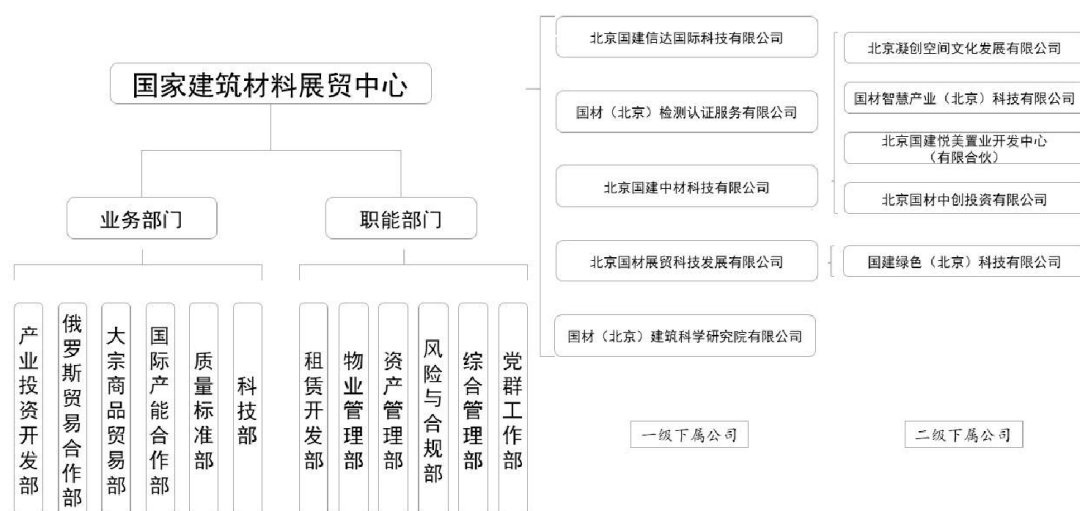 国家建筑材料展贸中心
业务部门
职能部门
产业投资开发部
俄罗斯贸易合作部
大宗商品贸易部
国际产能合作部
质量标准部
科技部
租赁开发部
物业管理部
资产管理部
风险与合规部
综合管理部
党群工作部
北京国建信达国际科技有限公司
国材（北京）检测认证服务有限公司
北京国建中材科技有限公司
北京国材展贸科技发展有限公司
国材（北京）建筑科学研究院有限公司
一级下属公司
北京凝创空间文化发展有限公司
国材智慧产业（北京）科技有限公司
北京国建悦美置业开发中心
（有限合伙）
北京国材中创投资有限公司
国建绿色（北京）科技有限公司
二级下属公司